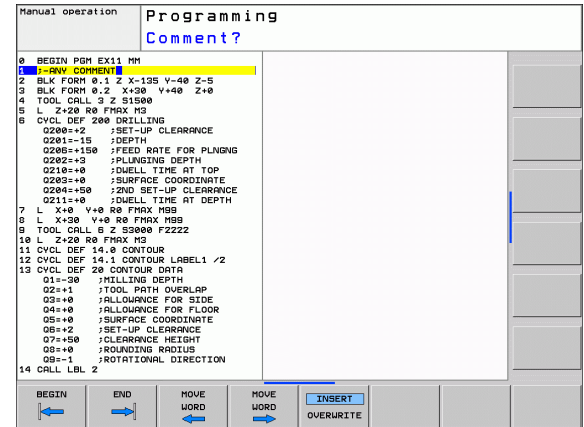 Manual operation
Programming
Comment?
0 BEGIN PGM EX11 MM
1 ;-ANY COMMENT
2 BLK FORM 0.1 Z X-135 Y-40 Z-5
3 BLK FORM 0.2 X+30 Y+40 Z+0
4 TOOL CALL 3 Z S1500
5 L Z+20 R0 FMAX M3
6 CYCL DEF 200 DRILLING
Q200=+2 ;SET-UP CLEARANCE
Q201=-15 ;DEPTH
Q206=+150 ;FEED RATE FOR PLNGNG
Q202=+3 ;PLUNGING DEPTH
Q210=+0 ;DWELL TIME AT TOP
Q203=+0 ;SURFACE COORDINATE
Q204=+50 ;2ND SET-UP CLEARANCE
Q211=+0 ;DWELL TIME AT DEPTH
7 L X+0 Y+0 R0 FMAX M99
8 L X+30 Y+0 R0 FMAX M99
9 TOOL CALL 6 Z S3000 F2222
10 L Z+20 R0 FMAX M3
11 CYCL DEF 14.0 CONTOUR
12 CYCL DEF 14.1 CONTOUR LABEL1 /2
13 CYCL DEF 20 CONTOUR DATA
Q1=-30 ;MILLING DEPTH
Q2=+1 ;TOOL PATH OVERLAP
Q3=+0 ;ALLOWANCE FOR SIDE
Q4=+0 ;ALLOWANCE FOR FLOOR
Q5=+0 ;SURFACE COORDINATE
Q6=+2 ;SET-UP CLEARANCE
Q7=+50 ;CLEARANCE HEIGHT
Q8=+0 ;ROUNDING RADIUS
Q9=-1 ;ROTATIONAL DIRECTION
14 CALL LBL 2
BEGIN
END
MOVE
WORD
MOVE
WORD
INSERT
OVERWRITE